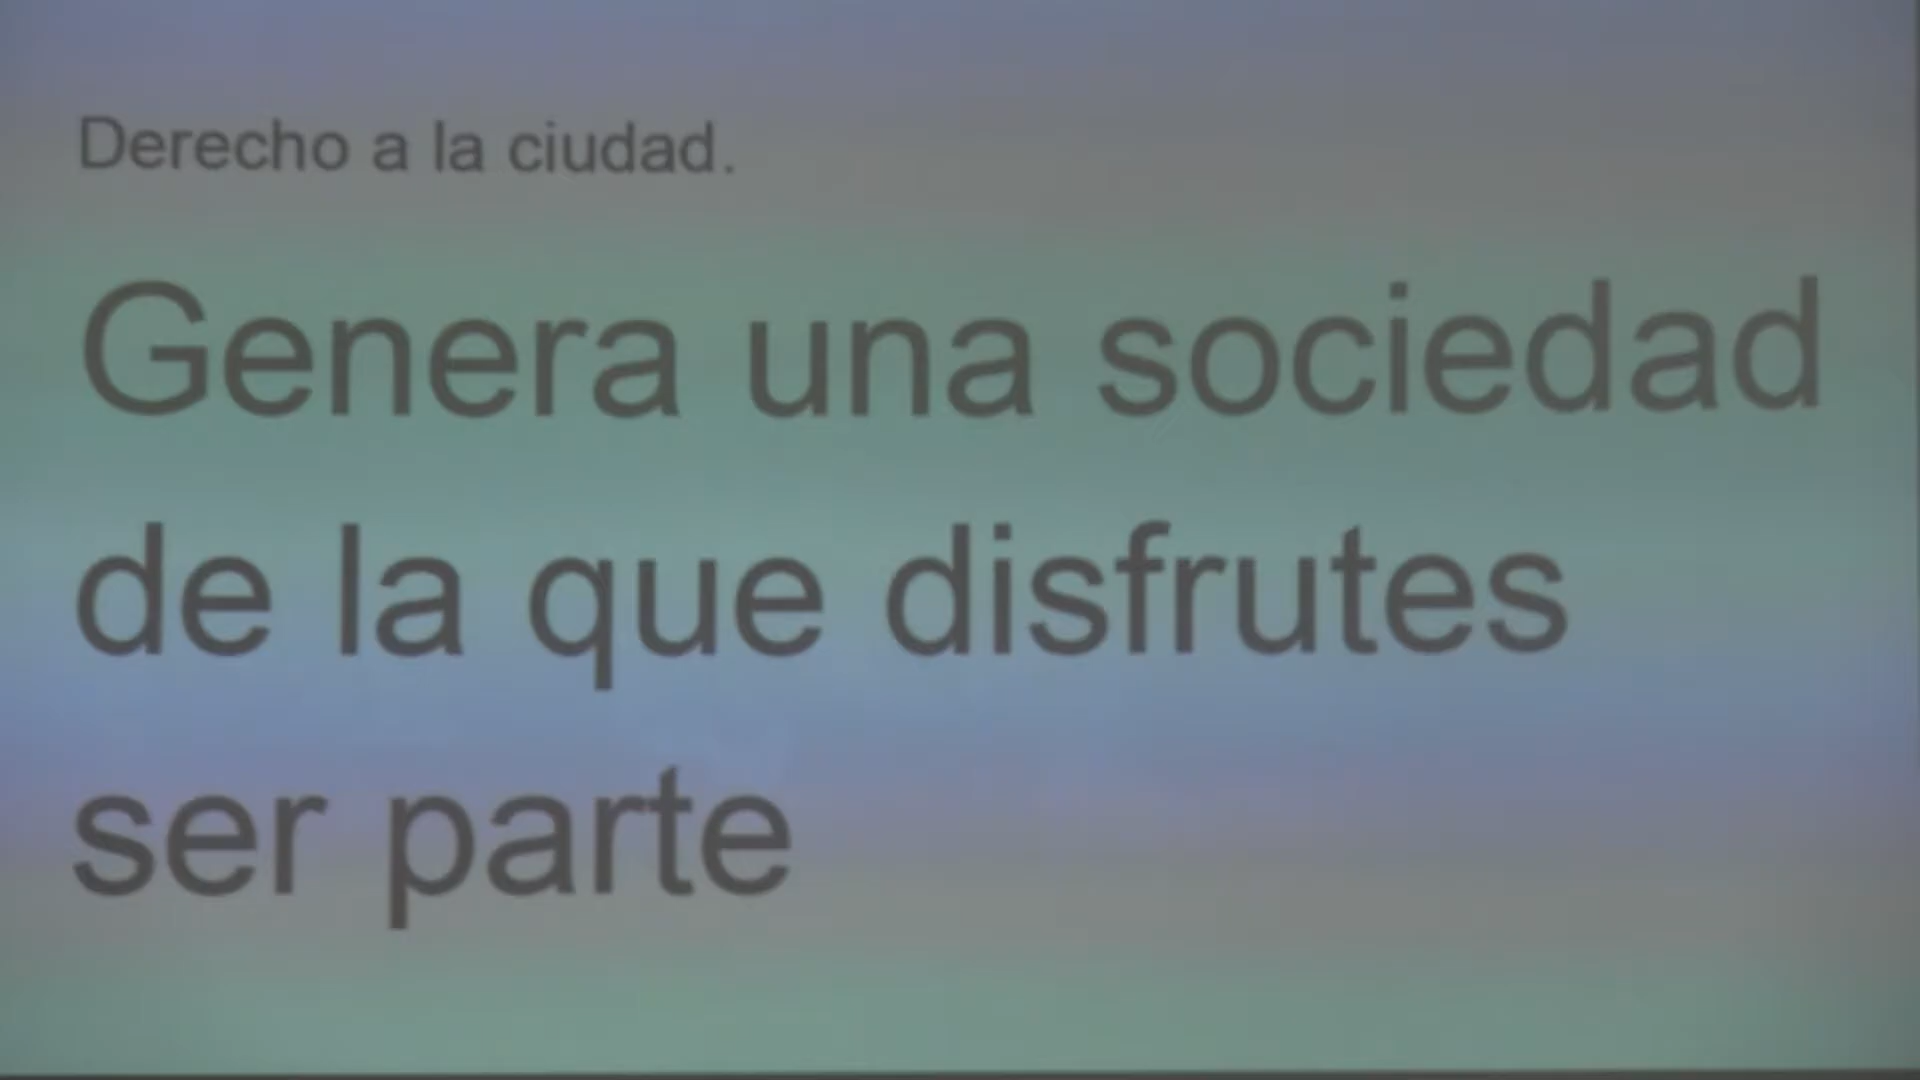 Derecho a la ciudad.
Genera una sociedad
de la que disfrutes
ser parte